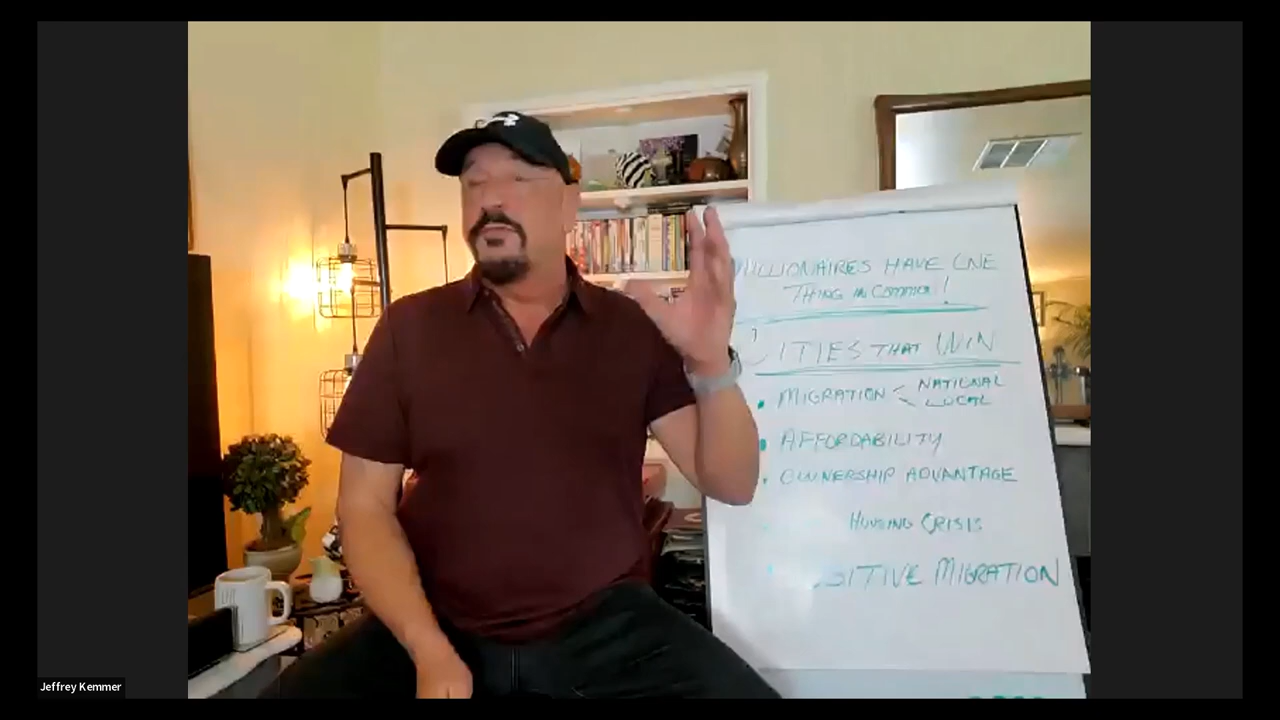 MILLIONAIRES HAVE ONE
THING IN COMMON!
CITIES THAT WIN
• MIGRATION < NATIONAL
LOCAL
• AFFORDABILITY
• OWNERSHIP ADVANTAGE
HOUSING CRISIS
SITIVE MIGRATION
Jeffrey Kemmer